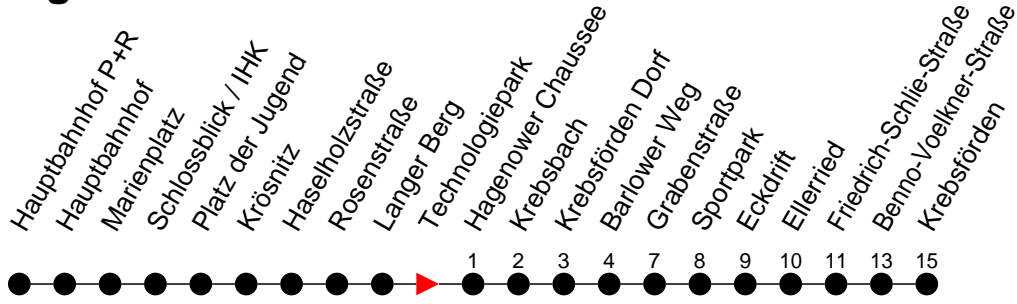 Hauptbahnhof P+R
Hauptbahnhof
Marienplatz
Schlossblick / IHK
Platz der Jugend
Krösnitz
Haselholzstraße
Rosenstraße
Langer Berg
Technologiepark
Hagenower Chaussee
Krebsbach
Krebsförden Dorf
Barlower Weg
Grabenstraße
Sportpark
Eckdrift
Ellerried
Friedrich-Schlie-Straße
Benno-Voelkner-Straße
Krebsförden
1 2 3 4 7 8 9 10 11 13 15